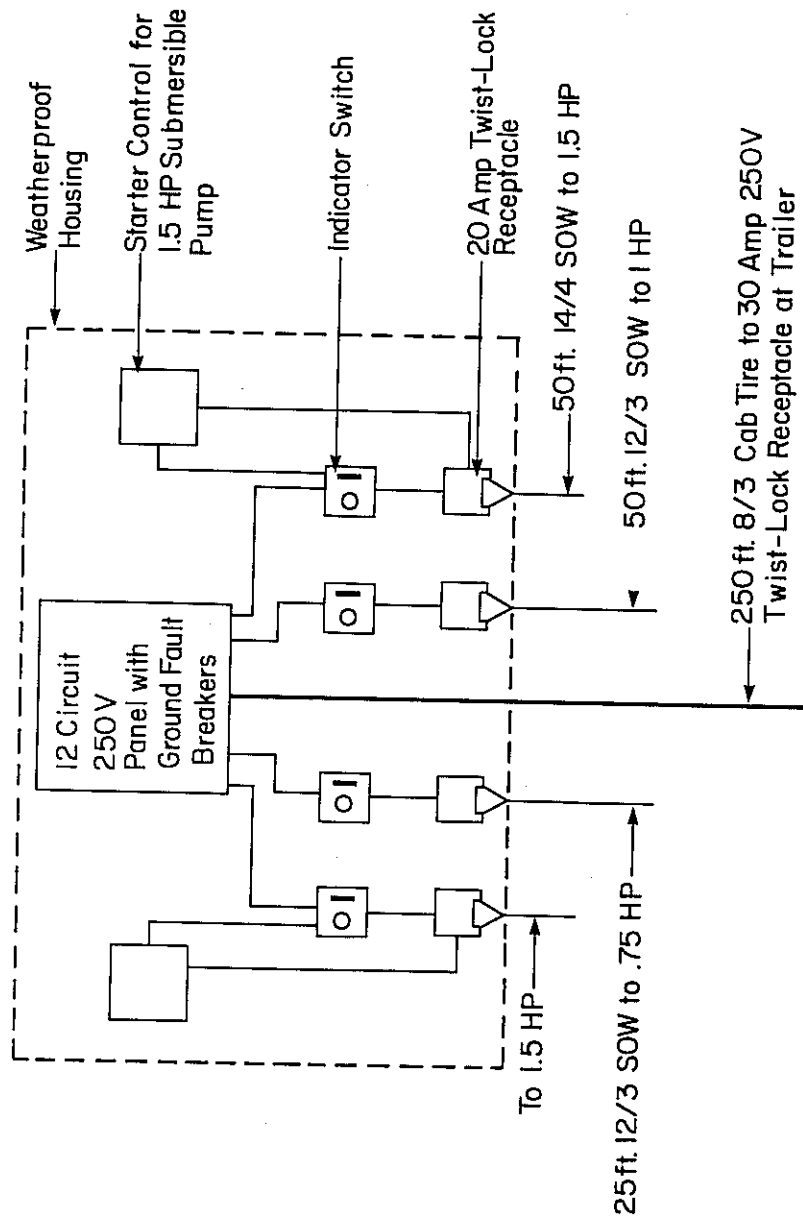 Weatherproof
Housing
Starter Control for
1.5 HP Submersible
Pump
12 Circuit
250V
Panel with
Ground Fault
Breakers
Indicator Switch
20 Amp Twist-Lock
Receptacle
To 1.5 HP
50 ft. 14/4 SOW to 1.5 HP
25 ft. 12/3 SOW to .75 HP
50 ft. 12/3 SOW to 1 HP
250 ft. 8/3 Cab Tire to 30 Amp 250V
Twist-Lock Receptacle at Trailer